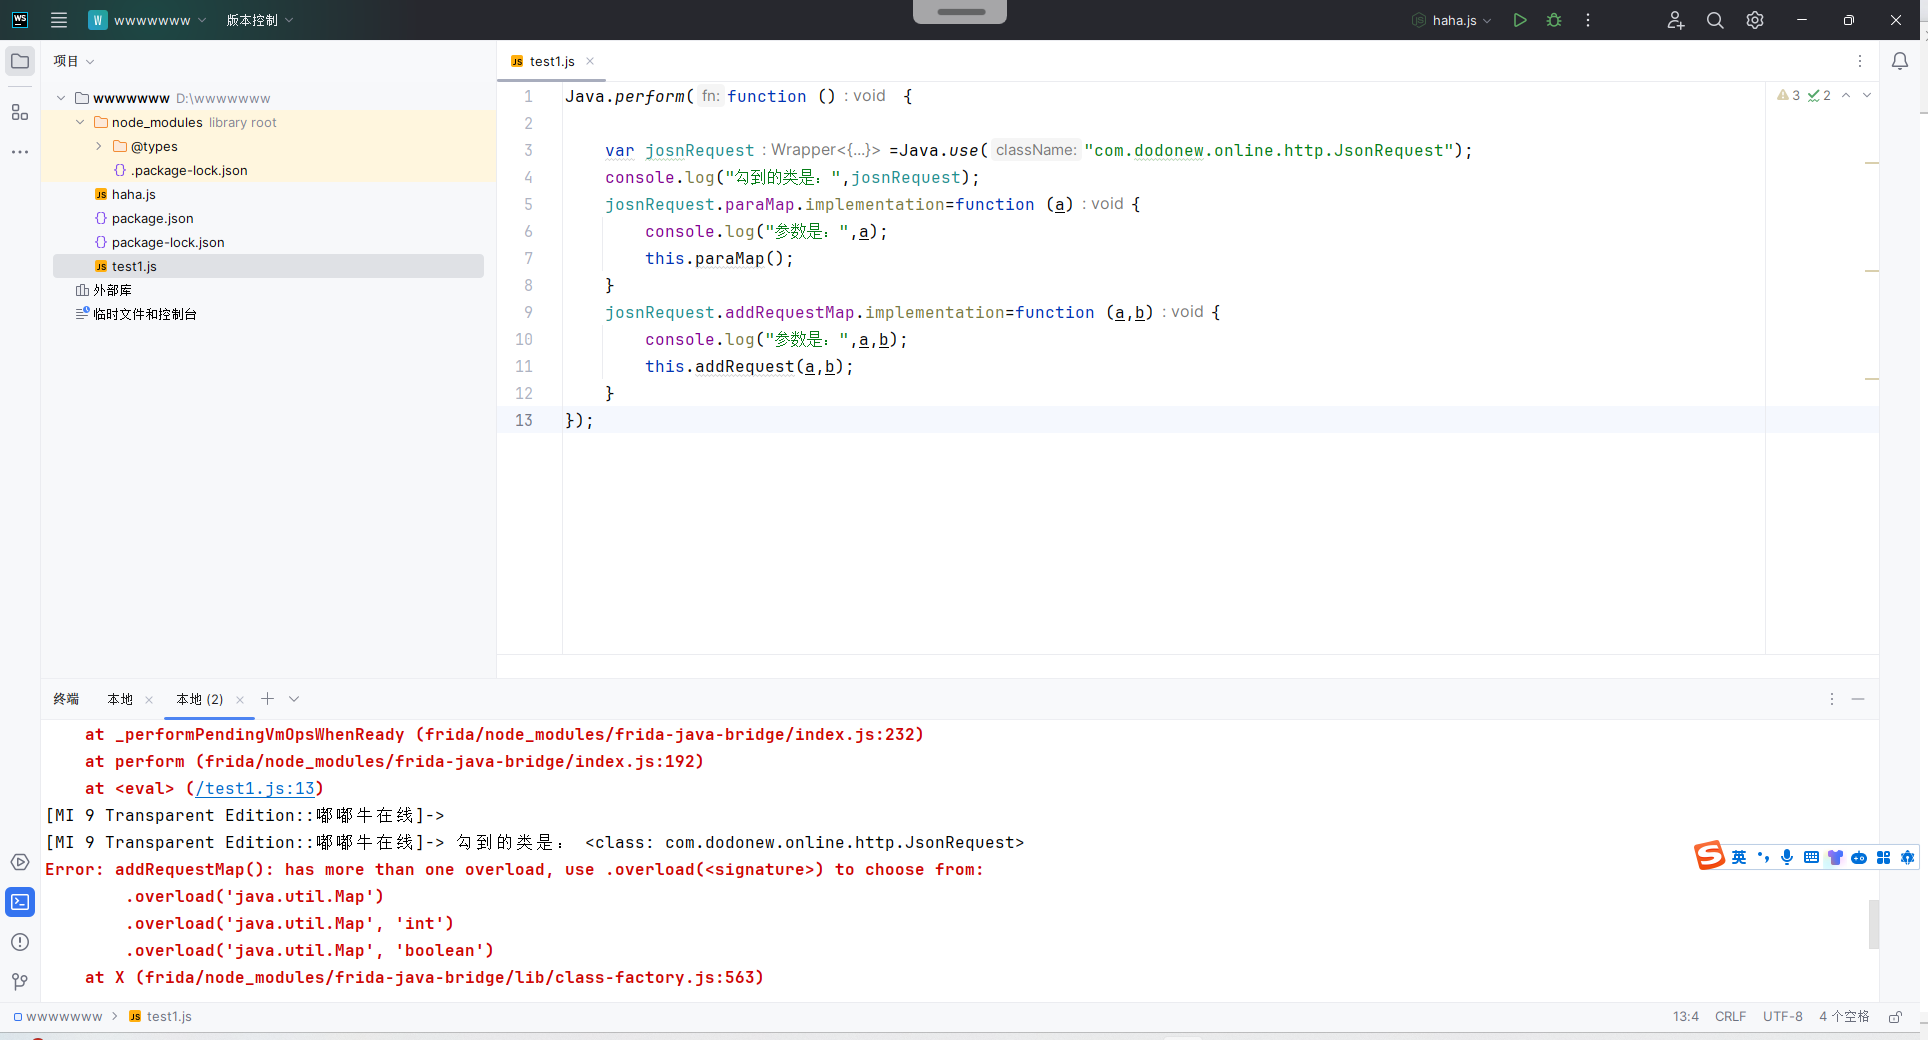 WS
W wwwwwww 版本控制
haha.js
项目
test1.js
wwwwwww D:\wwwwwww
node_modules library root
@types
.package-lock.json
haha.js
package.json
package-lock.json
test1.js
外部库
临时文件和控制台
3 2
1 Java.perform( fn: function () : void {
2
3 var josnRequest : Wrapper<{...}> =Java.use( className: "com.dodonew.online.http.JsonRequest");
4 console.log("勾到的类是：",josnRequest);
5 josnRequest.paraMap.implementation=function (a) : void {
6 console.log("参数是：",a);
7 this.paraMap();
8 }
9 josnRequest.addRequestMap.implementation=function (a,b) : void {
10 console.log("参数是：",a,b);
11 this.addRequest(a,b);
12 }
13 });
终端 本地 本地 (2)
at _performPendingVmOpsWhenReady (frida/node_modules/frida-java-bridge/index.js:232)
at perform (frida/node_modules/frida-java-bridge/index.js:192)
at <eval> (/test1.js:13)
[MI 9 Transparent Edition::嘟嘟牛在线]->
[MI 9 Transparent Edition::嘟嘟牛在线]-> 勾到的类是： <class: com.dodonew.online.http.JsonRequest>
Error: addRequestMap(): has more than one overload, use .overload(<signature>) to choose from:
.overload('java.util.Map')
.overload('java.util.Map', 'int')
.overload('java.util.Map', 'boolean')
at X (frida/node_modules/frida-java-bridge/lib/class-factory.js:563)
英
wwwwwww > test1.js
13:4 CRLF UTF-8 4 个空格